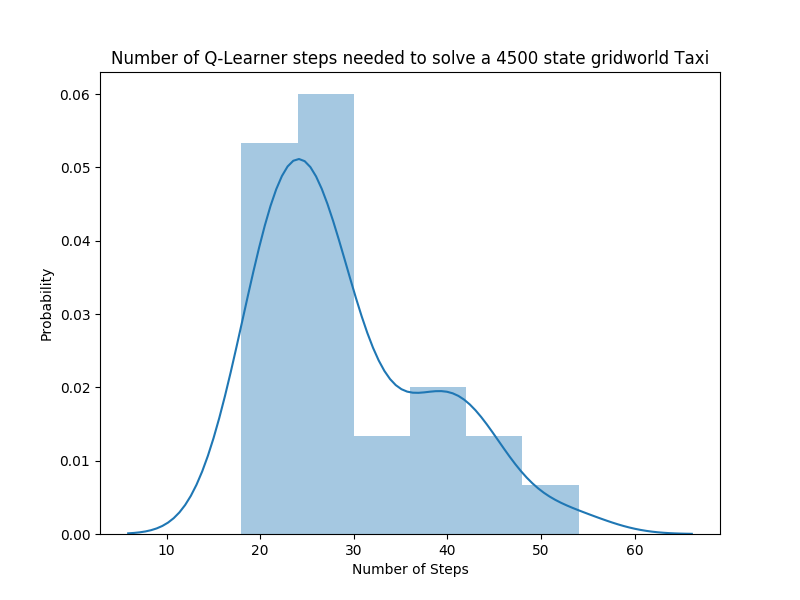 Number of Q-Learner steps needed to solve a 4500 state gridworld Taxi
0.06
0.05
0.04
0.03
0.02
0.01
0.00
Probability
10 20 30 40 50 60
Number of Steps